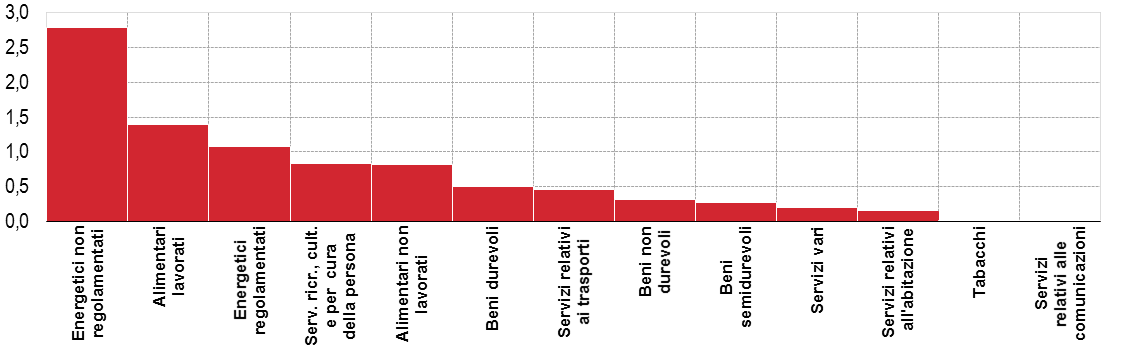 3,0
2,5
2,0
1,5
1,0
0,5
0,0
Energetici non
regolamentati
Alimentari
lavorati
Energetici
regolamentati
Serv. ricr., cult.
e per cura
della persona
Alimentari non
lavorati
Beni durevoli
Servizi relativi
ai trasporti
Beni non
durevoli
Beni
semidurevoli
Servizi vari
Servizi relativi
all'abitazione
Tabacchi
Servizi
relativi alle
comunicazioni